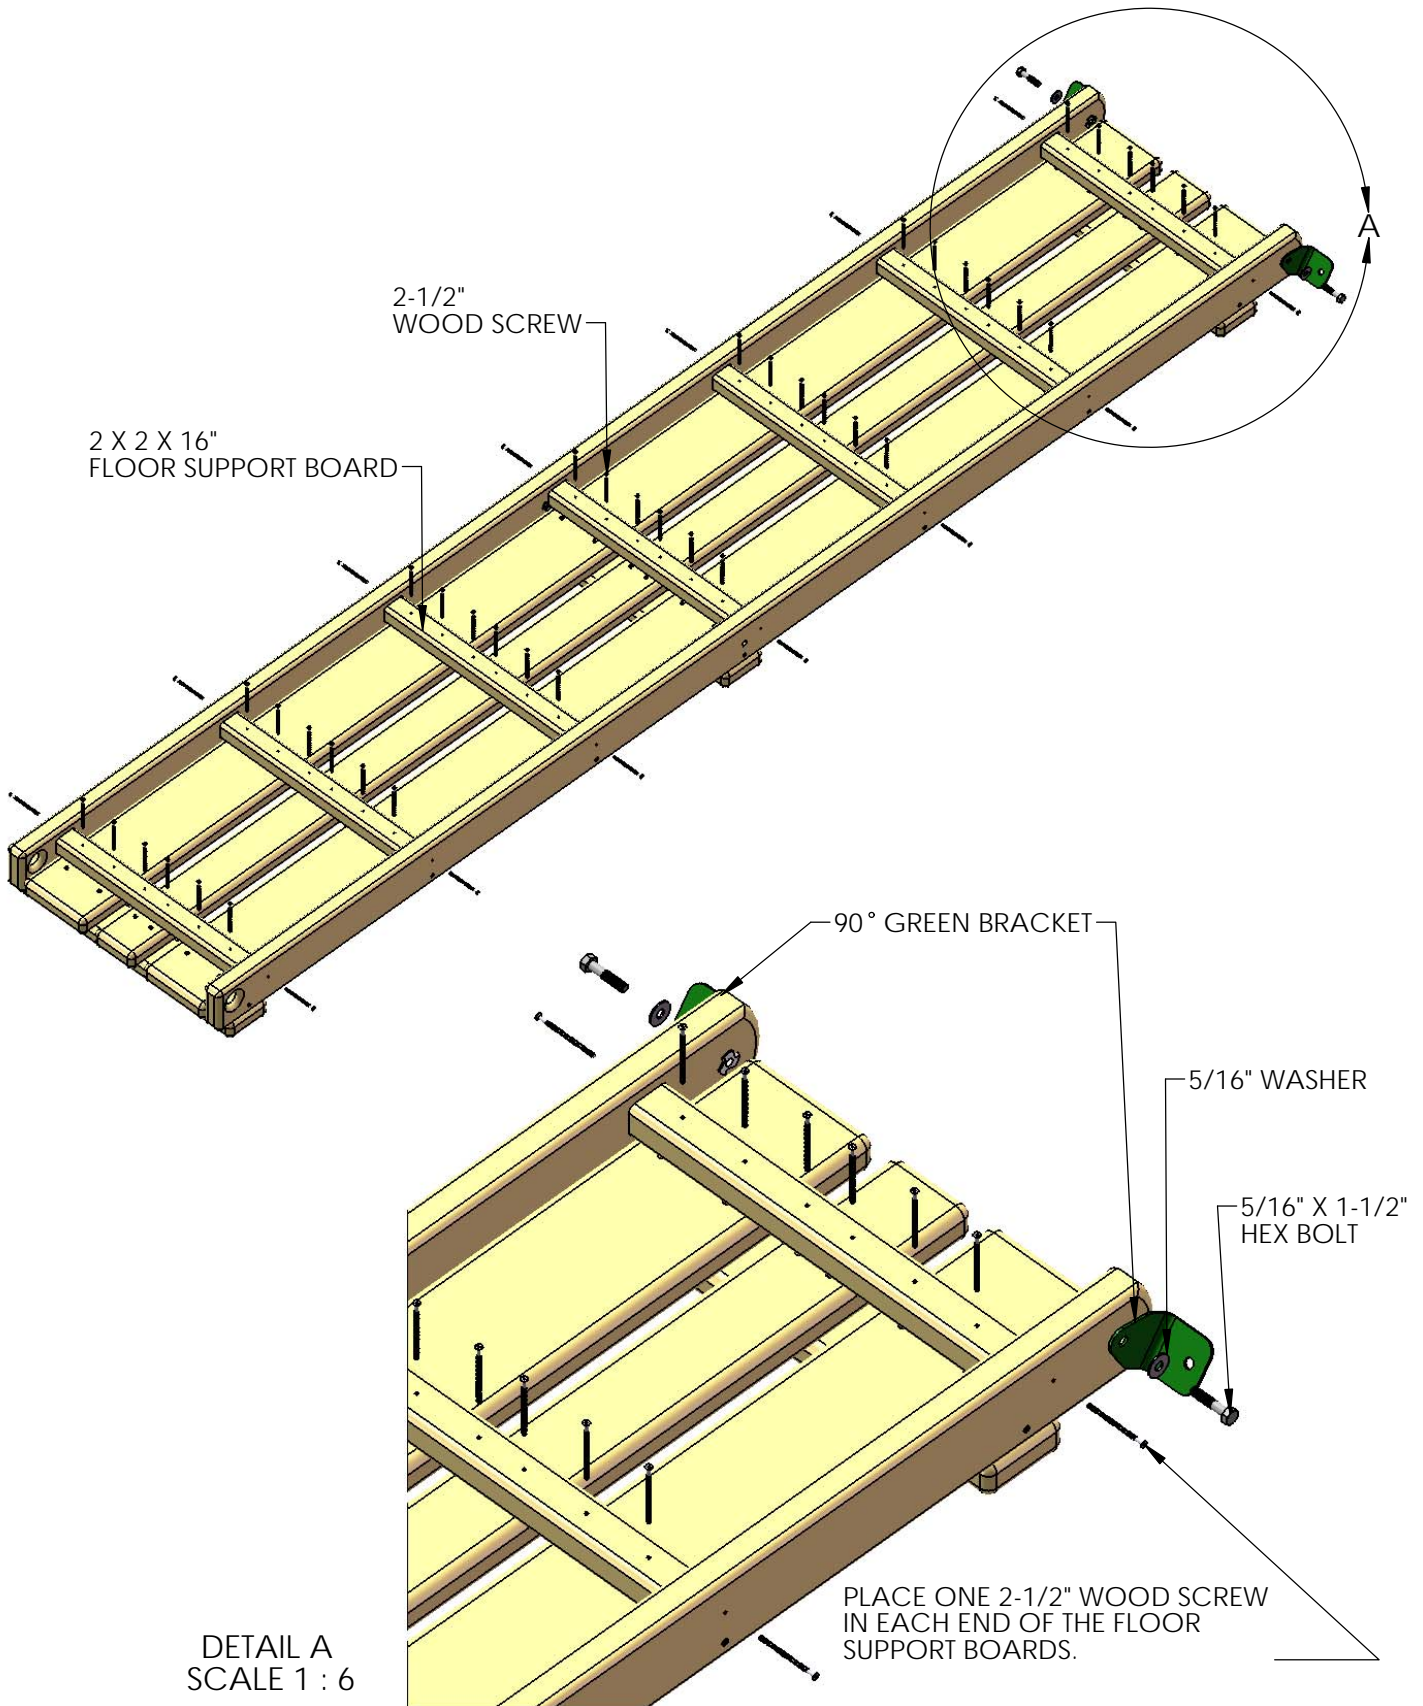 A
2-1/2"
WOOD SCREW
2 X 2 X 16"
FLOOR SUPPORT BOARD
90° GREEN BRACKET
5/16" WASHER
5/16" X 1-1/2"
HEX BOLT
PLACE ONE 2-1/2" WOOD SCREW
IN EACH END OF THE FLOOR
SUPPORT BOARDS.
DETAIL A
SCALE 1 : 6